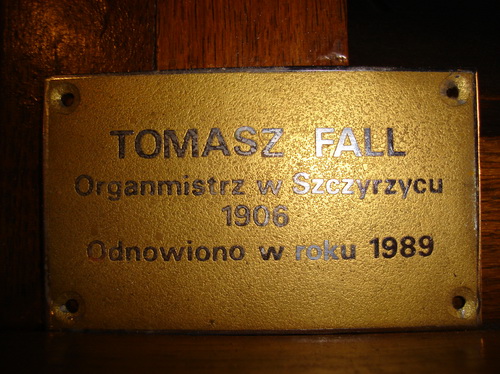 TOMASZ FALL
Organmistrz w Szczyrzycu
1906
Odnowiono w roku 1989